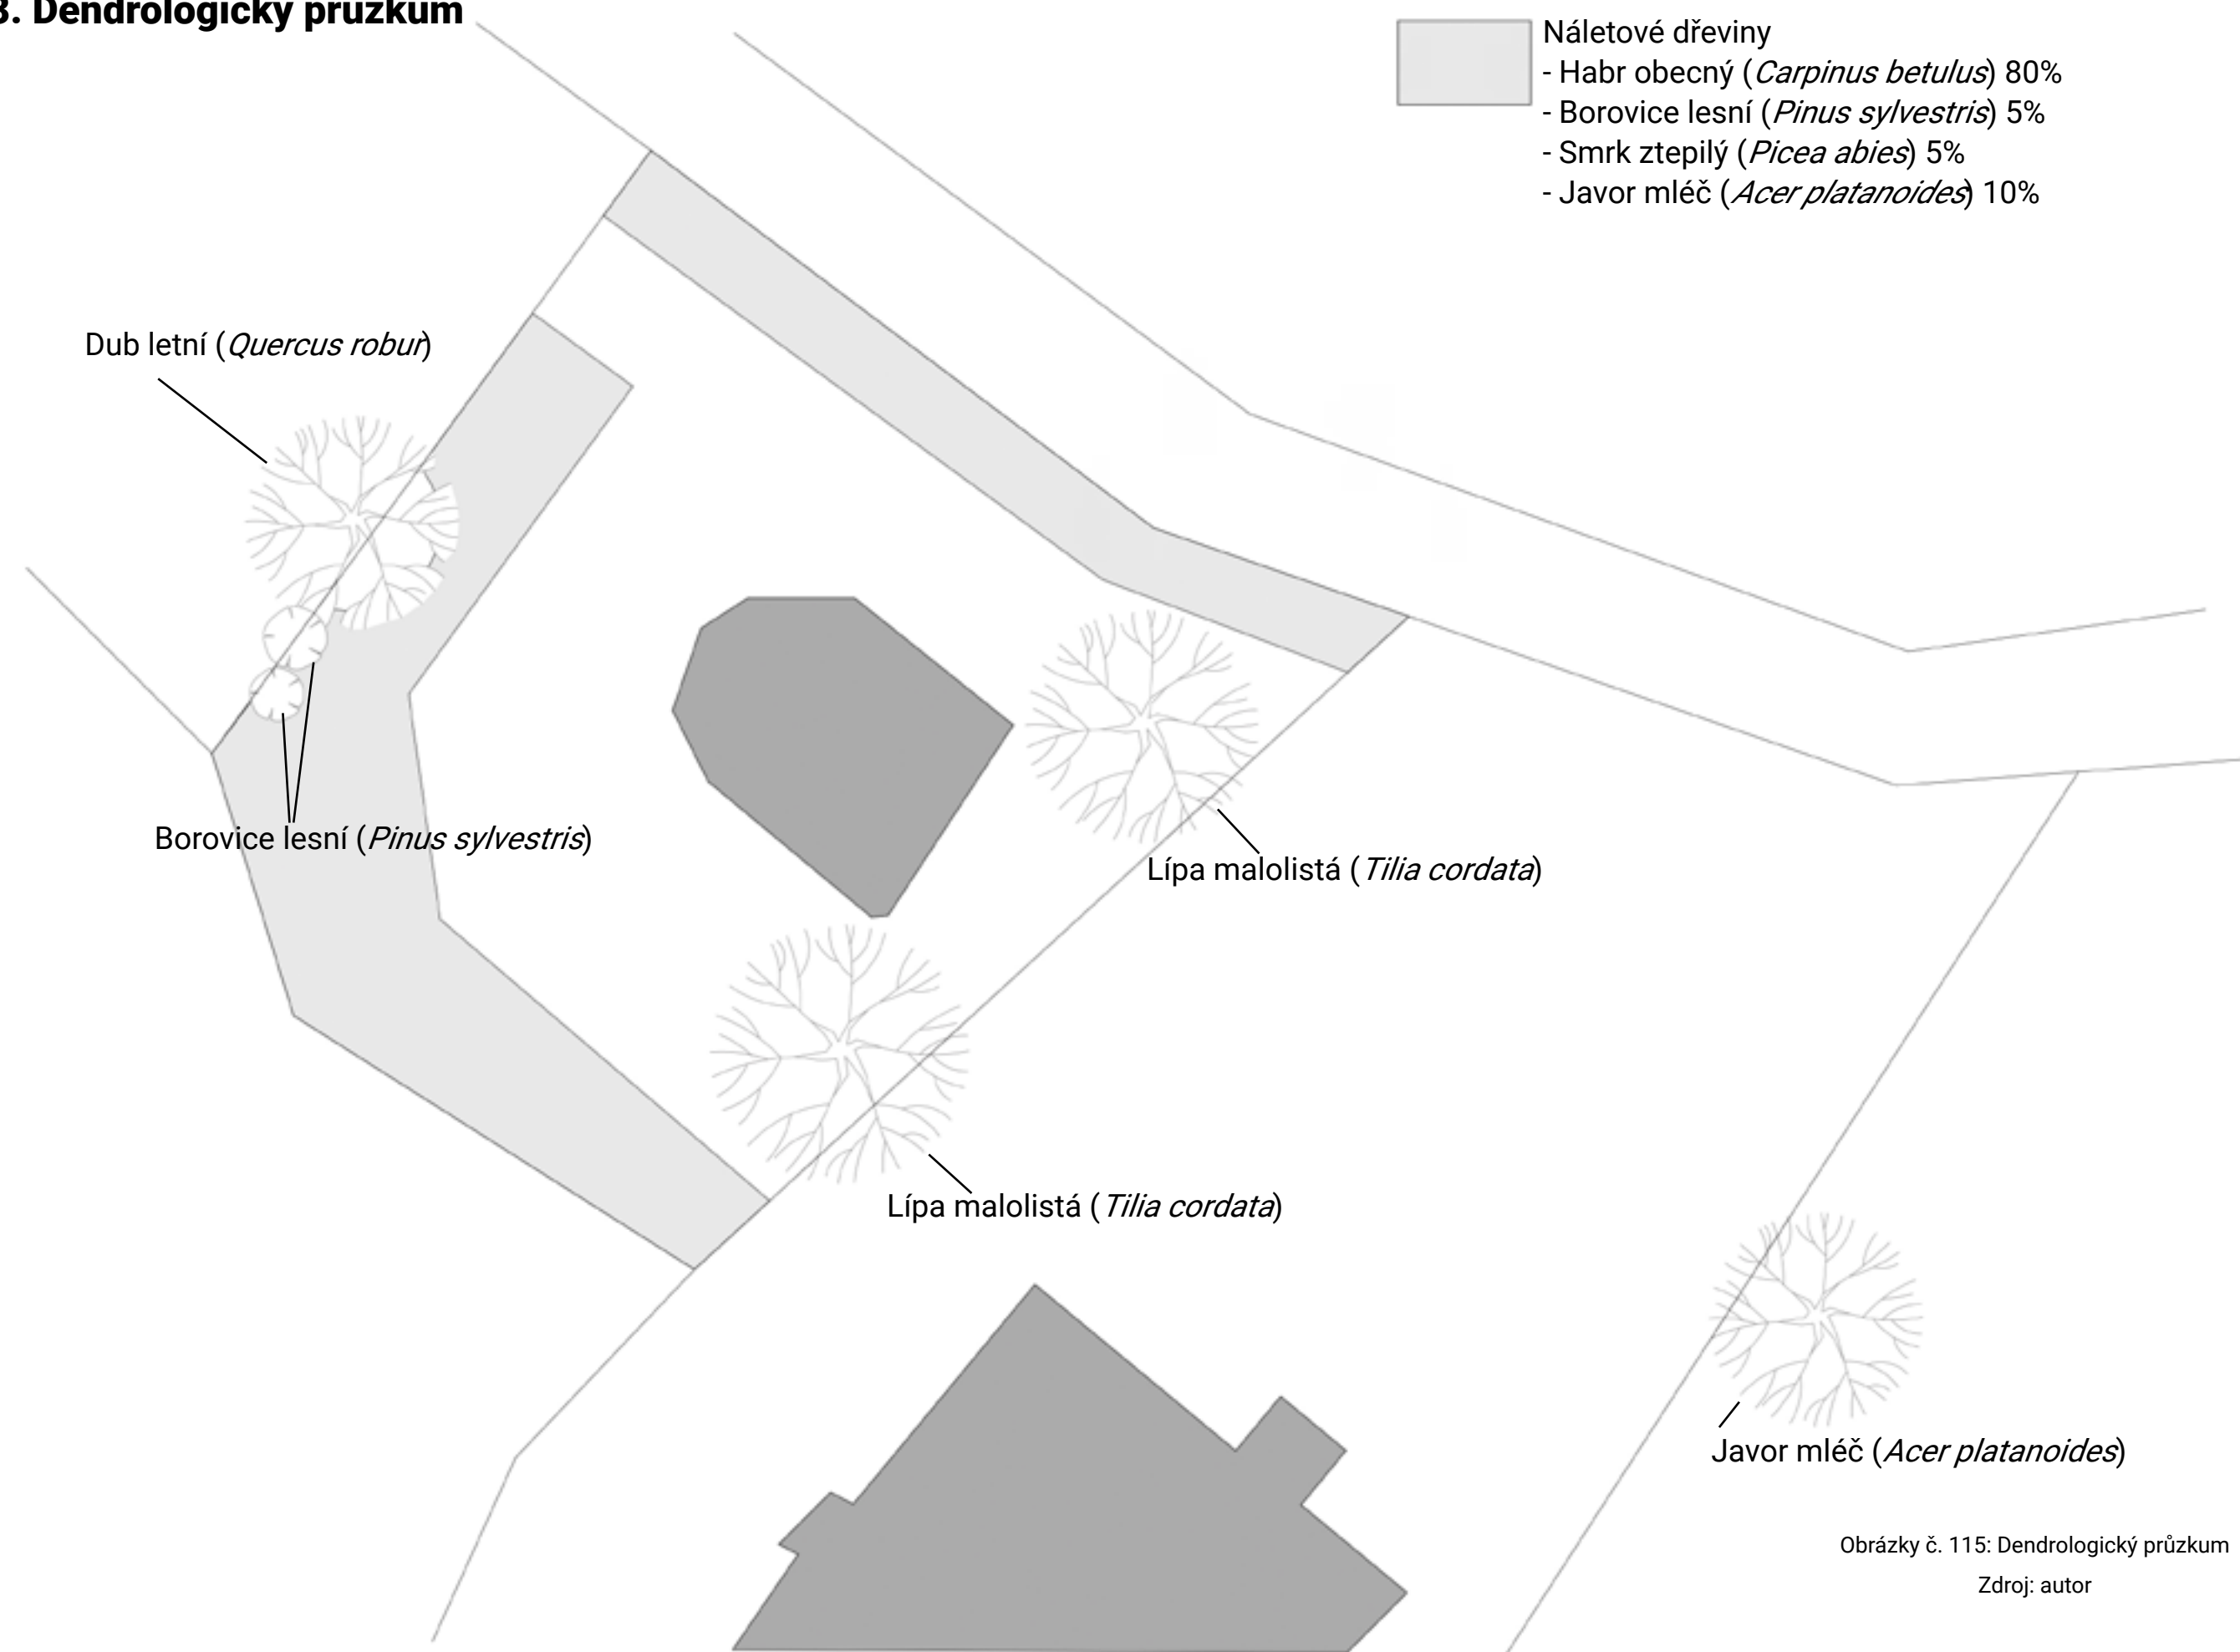 3. Dendrologický průzkum
Náletové dřeviny
- Habr obecný (Carpinus betulus) 80%
- Borovice lesní (Pinus sylvestris) 5%
- Smrk ztepilý (Picea abies) 5%
- Javor mléč (Acer platanoides) 10%
Dub letní (Quercus robur)
Borovice lesní (Pinus sylvestris)
Lípa malolistá (Tilia cordata)
Lípa malolistá (Tilia cordata)
Javor mléč (Acer platanoides)
Obrázky č. 115: Dendrologický průzkum
Zdroj: autor